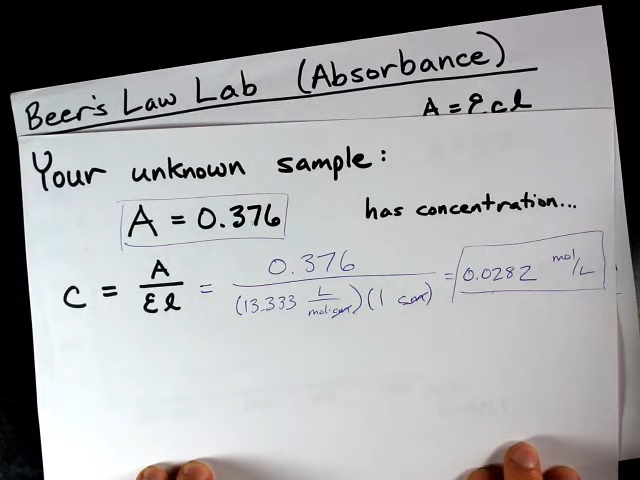 Beer's Law Lab (Absorbance)
A = εcl
Your unknown sample:
A = 0.376 has concentration...
c = A/εl = 0.376/(13.333 L/mol·cm)(1 cm) = 0.0282 mol/L